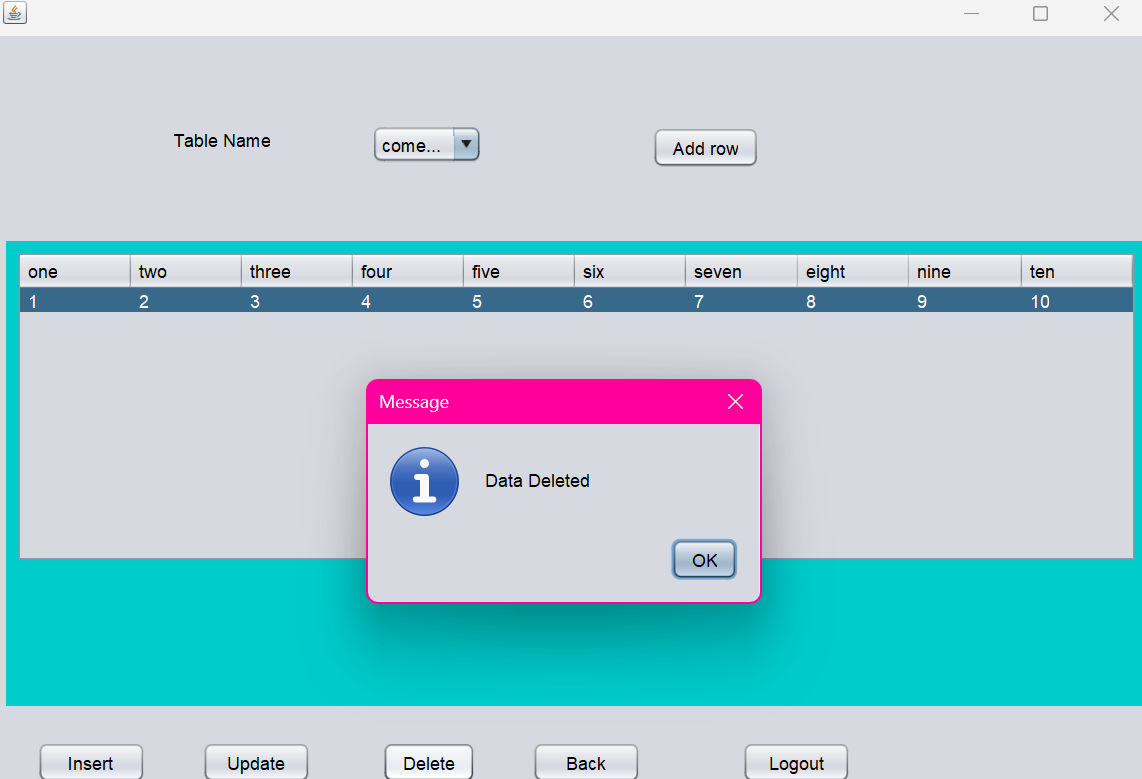 Table Name come... Add row
one two three four five six seven eight nine ten
1 2 3 4 5 6 7 8 9 10
Message
Data Deleted
OK
Insert Update Delete Back Logout